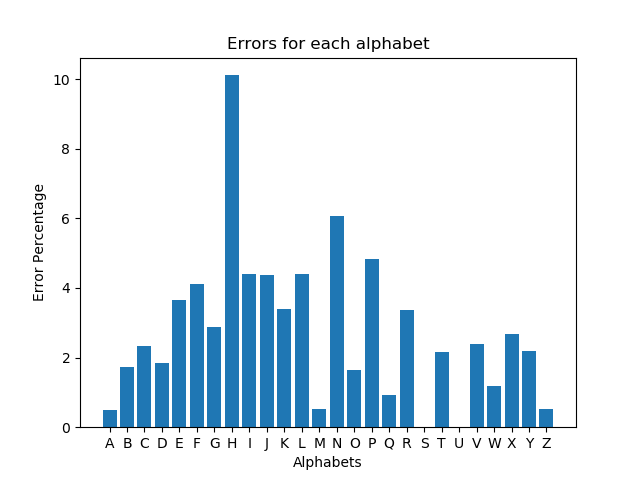 Errors for each alphabet
Error Percentage
10
8
6
4
2
0
A B C D E F G H I J K L M N O P Q R S T U V W X Y Z
Alphabets